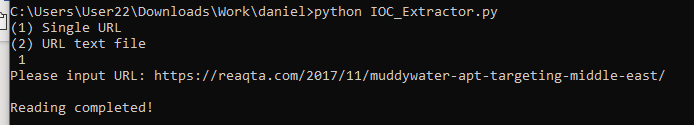 C:\Users\User22\Downloads\Work\daniel>python IOC_Extractor.py
(1) Single URL
(2) URL text file
1
Please input URL: https://reaqta.com/2017/11/muddywater-apt-targeting-middle-east/
Reading completed!